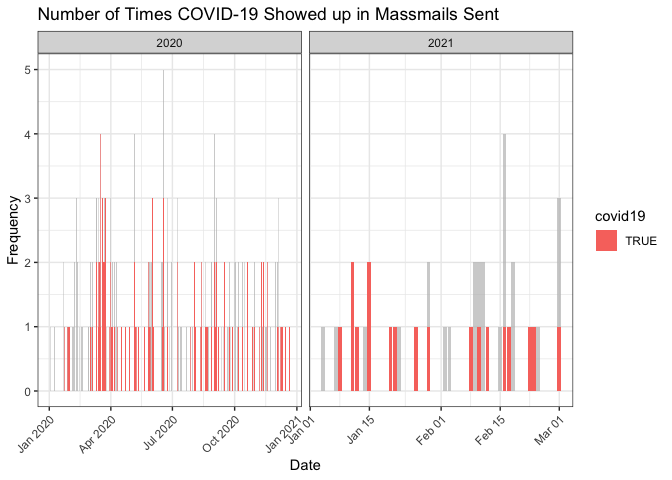 Number of Times COVID-19 Showed up in Massmails Sent
2020
2021
5
4
3
2
1
0
Frequency
Jan 2020
Apr 2020
Jul 2020
Oct 2020
Jan 2021
Jan 01
Jan 15
Feb 01
Feb 15
Mar 01
Date
covid19
TRUE